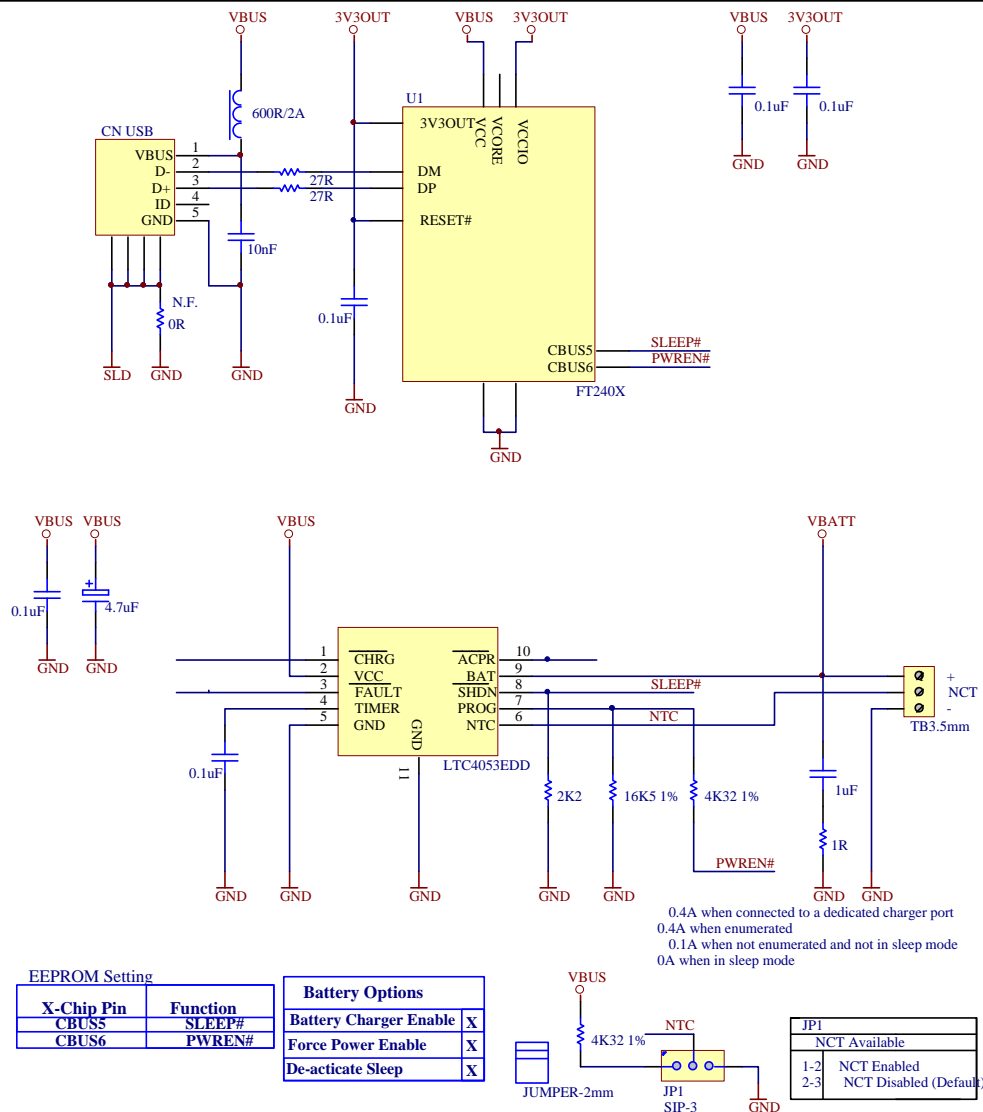 VBUS
3V3OUT
VBUS
3V3OUT
VBUS
3V3OUT
600R/2A
0.1uF
0.1uF
GND
GND
CN USB
VBUS 1
D- 2
D+ 3
ID 4
GND 5
27R
27R
10nF
N.F.
0R
SLD
GND
GND
0.1uF
GND
U1
3V3OUT
VCC
VCORE
VCCIO
DM
DP
RESET#
CBUS5
CBUS6
SLEEP#
PWREN#
FT240X
GND
VBUS
VBUS
VBUS
VBATT
0.1uF
+
4.7uF
GND
GND
1 CHRG
2 VCC
3 FAULT
4 TIMER
5 GND
GND
11
ACPR 10
BAT 9
SHDN 8
PROG 7
NTC 6
SLEEP#
NTC
LTC4053EDD
+
NCT
-
TB3.5mm
0.1uF
2K2
16K5 1%
4K32 1%
1uF
1R
PWREN#
GND
GND
GND
GND
GND
GND
GND
0.4A when connected to a dedicated charger port
0.4A when enumerated
0.1A when not enumerated and not in sleep mode
0A when in sleep mode
EEPROM Setting
X-Chip Pin Function
CBUS5 SLEEP#
CBUS6 PWREN#
Battery Options
Battery Charger Enable X
Force Power Enable X
De-acticate Sleep X
JUMPER-2mm
VBUS
4K32 1%
NTC
JP1
SIP-3
GND
JP1
NCT Available
1-2 NCT Enabled
2-3 NCT Disabled (Default)